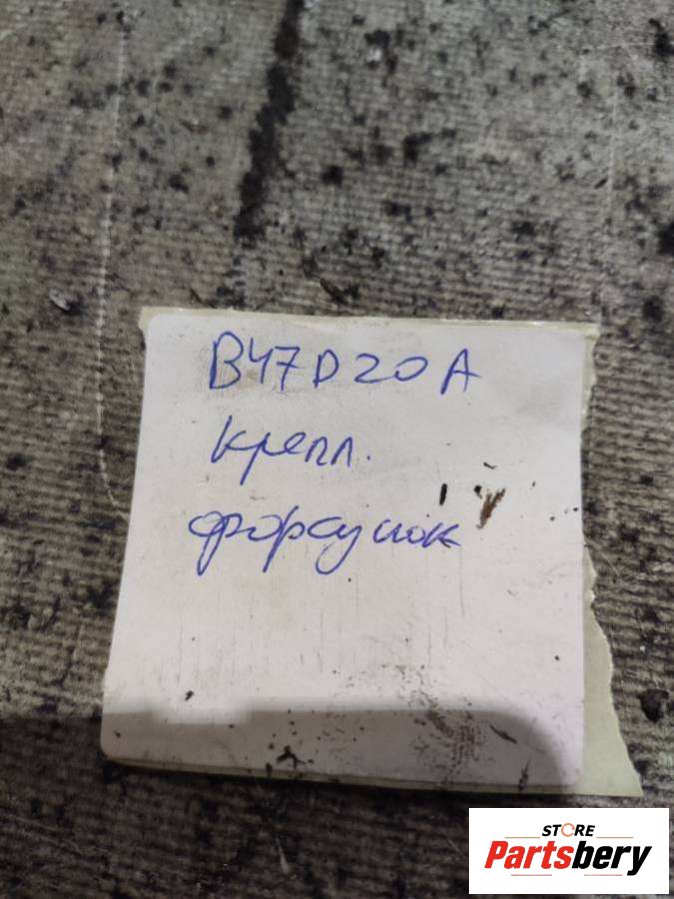 B47D20A
крепл.
форсунок
STORE
Partsbery